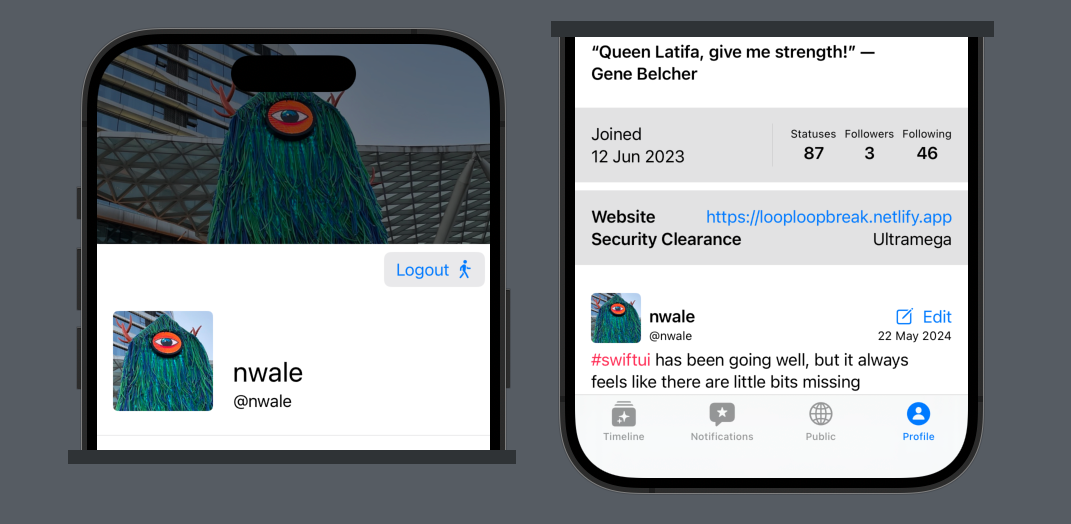 Logout
nwale
@nwale
“Queen Latifa, give me strength!” —
Gene Belcher
Joined
12 Jun 2023
Statuses Followers Following
87 3 46
Website https://looploopbreak.netlify.app
Security Clearance Ultramega
nwale Edit
@nwale 22 May 2024
#swiftui has been going well, but it always
feels like there are little bits missing
Timeline Notifications Public Profile